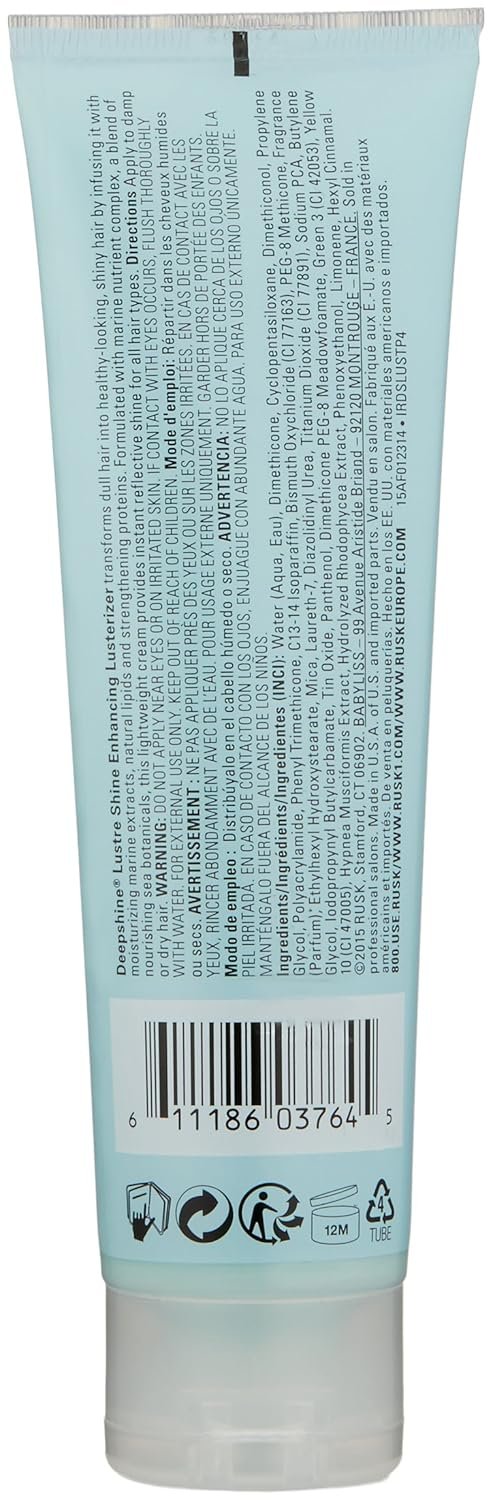 Deepshine® Lustre Shine Enhancing Lusterizer transforms dull hair into healthy-looking, shiny hair by infusing it with
moisturizing marine extracts, natural lipids and strengthening proteins. Formulated with marine nutrient complex, a blend of
nourishing sea botanicals, this lightweight cream provides instant reflective shine for all hair types. Directions Apply to damp
or dry hair. WARNING: DO NOT APPLY NEAR EYES OR ON IRRITATED SKIN. IF CONTACT WITH EYES OCCURS, FLUSH THOROUGHLY
WITH WATER. FOR EXTERNAL USE ONLY. KEEP OUT OF REACH OF CHILDREN. Mode d'emploi: Répartir dans les cheveux humides
ou secs. AVERTISSEMENT : NE PAS APPLIQUER PRÈS DES YEUX OU SUR LES ZONES IRRITÉES. EN CAS DE CONTACT AVEC LES
YEUX, RINCER ABONDAMMENT AVEC DE L'EAU. POUR USAGE EXTERNE UNIQUEMENT. GARDER HORS DE PORTÉE DES ENFANTS.
Modo de empleo : Distribúyalo en el cabello húmedo o seco. ADVERTENCIA: NO LO APLIQUE CERCA DE LOS OJOS O SOBRE LA
PIEL IRRITADA. EN CASO DE CONTACTO CON LOS OJOS, ENJUAGUE CON ABUNDANTE AGUA. PARA USO EXTERNO ÚNICAMENTE.
MANTÉNGALO FUERA DEL ALCANCE DE LOS NIÑOS.
Ingredients/Ingrédients/Ingredientes (INCI): Water (Aqua, Eau), Dimethicone, Cyclopentasiloxane, Dimethiconol, Propylene
Glycol, Polyacrylamide, Phenyl Trimethicone, C13-14 Isoparaffin, Bismuth Oxychloride (CI 77163), PEG-8 Methicone, Fragrance
(Parfum), Ethylhexyl Hydroxystearate, Mica, Laureth-7, Diazolidinyl Urea, Titanium Dioxide (CI 77891), Sodium PCA, Butylene
Glycol, Iodopropynyl Butylcarbamate, Tin Oxide, Panthenol, Dimethicone PEG-8 Meadowfoamate, Green 3 (CI 42053), Yellow
10 (CI 47005), Hypnea Musciformis Extract, Hydrolyzed Rhodophycea Extract, Phenoxyethanol, Limonene, Hexyl Cinnamal.
©2015 RUSK, Stamford, CT 06902. BABYLISS – 99 Avenue Aristide Briand – 92120 MONTROUGE - FRANCE. Sold in
professional salons. Made in U.S.A. of U.S. and imported parts. Vendu en salon. Fabriqué aux E.-U. avec des matériaux
américains et importés. De venta en peluquerías. Hecho en los EE. UU. con materiales americanos e importados.
800.USE.RUSK/WWW.RUSK1.COM/WWW.RUSKEUROPE.COM 15AF012314 • IRDSLUSTP4
6 11186 03764 5
12M
4
TUBE